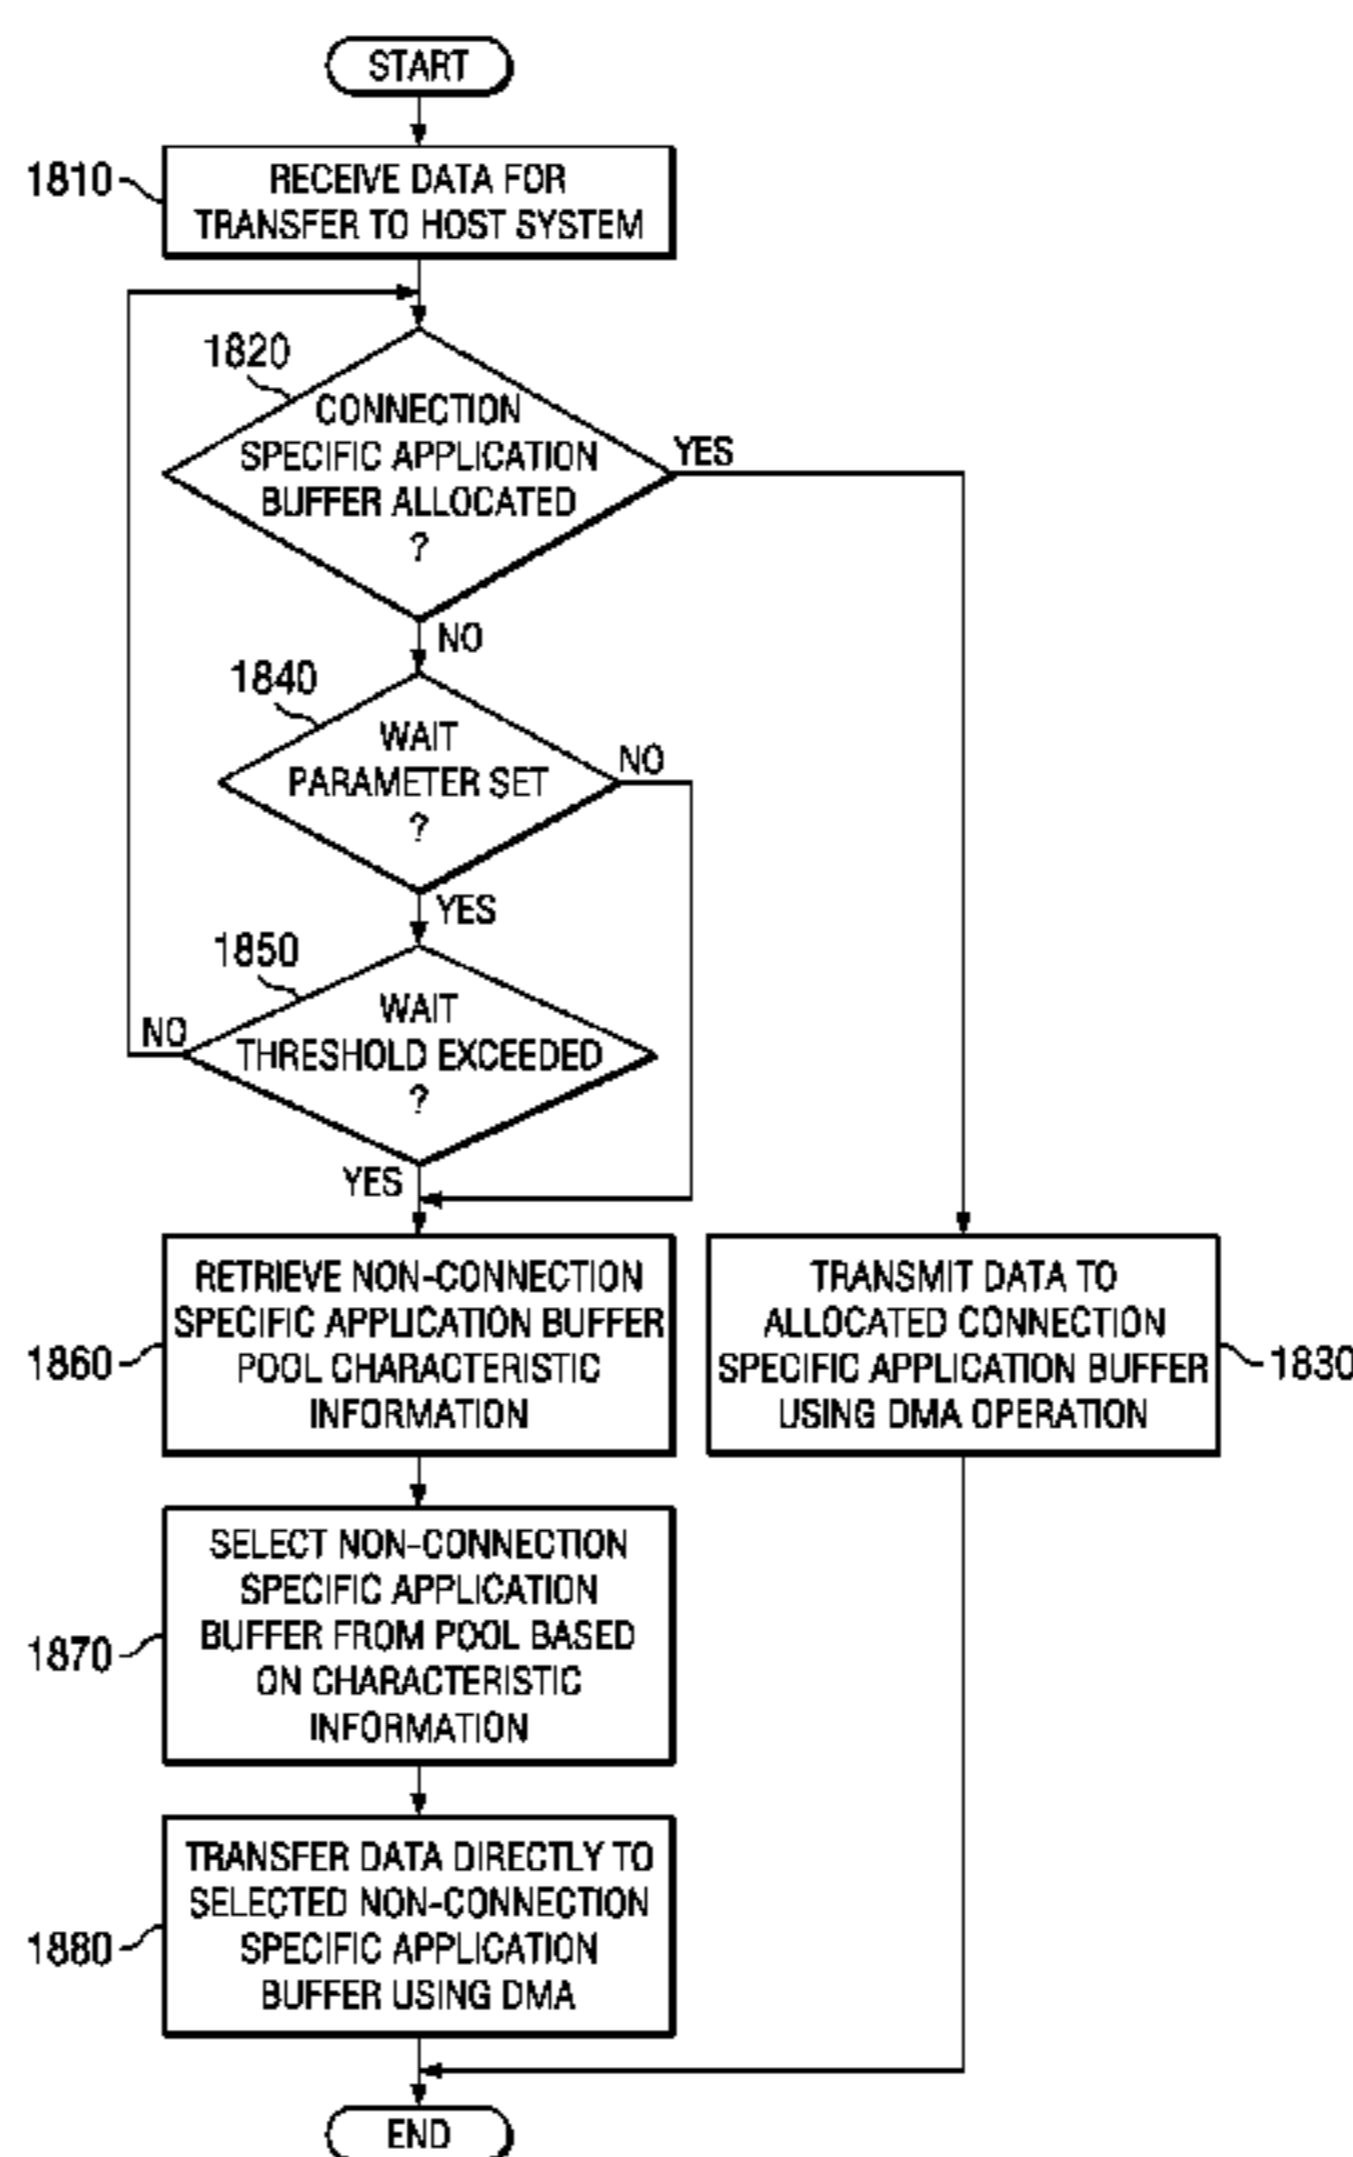 START
1810
RECEIVE DATA FOR
TRANSFER TO HOST SYSTEM
1820
CONNECTION
SPECIFIC APPLICATION
BUFFER ALLOCATED
?
YES
NO
1840
WAIT
PARAMETER SET
?
NO
YES
1850
WAIT
THRESHOLD EXCEEDED
?
NO
YES
1860
RETRIEVE NON-CONNECTION
SPECIFIC APPLICATION BUFFER
POOL CHARACTERISTIC
INFORMATION
TRANSMIT DATA TO
ALLOCATED CONNECTION
SPECIFIC APPLICATION BUFFER
USING DMA OPERATION
1830
1870
SELECT NON-CONNECTION
SPECIFIC APPLICATION
BUFFER FROM POOL BASED
ON CHARACTERISTIC
INFORMATION
1880
TRANSFER DATA DIRECTLY TO
SELECTED NON-CONNECTION
SPECIFIC APPLICATION
BUFFER USING DMA
END